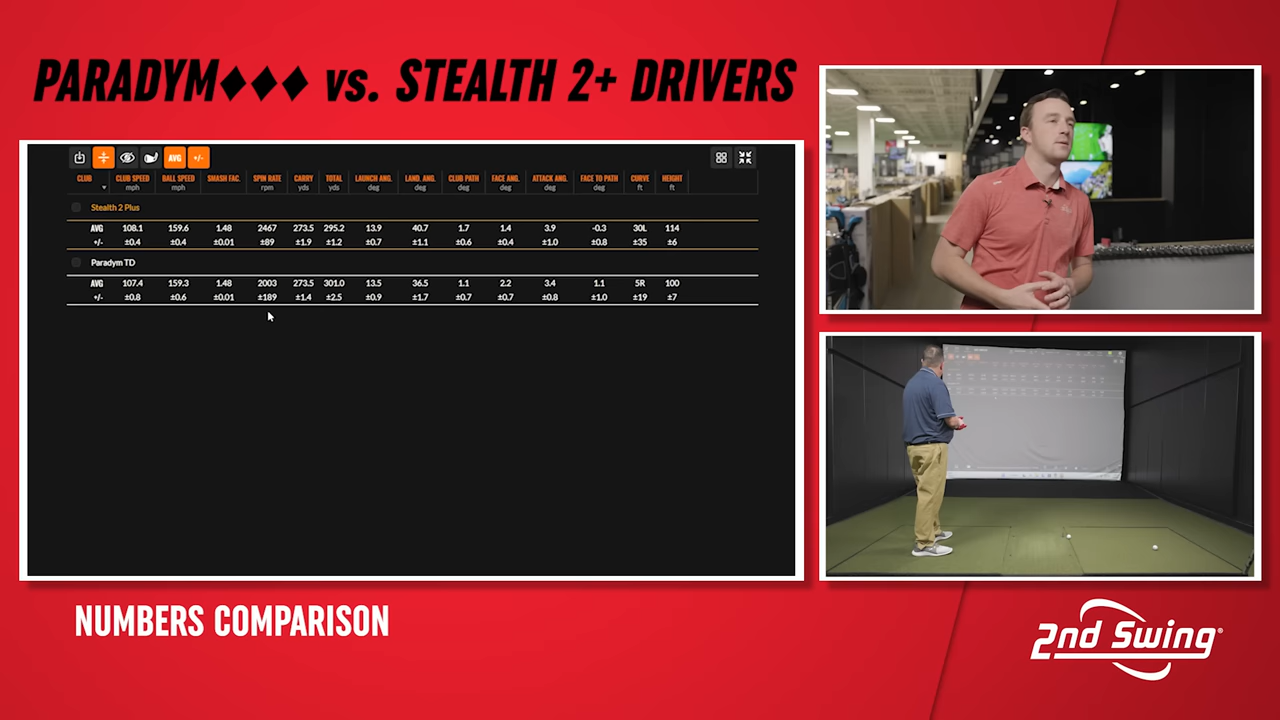 PARADYM♦♦♦ vs. STEALTH 2+ DRIVERS
AVG +/-
CLUB CLUB SPEED BALL SPEED SMASH FAC. SPIN RATE CARRY TOTAL LAUNCH ANG. LAND. ANG. CLUB PATH FACE ANG. ATTACK ANG. FACE TO PATH CURVE HEIGHT
mph mph rpm yds yds deg deg deg deg deg deg ft ft
Stealth 2 Plus
AVG 108.1 159.6 1.48 2467 273.5 295.2 13.9 40.7 1.7 1.4 3.9 -0.3 30L 114
+/- ±0.4 ±0.4 ±0.01 ±89 ±1.9 ±1.2 ±0.7 ±1.1 ±0.6 ±0.4 ±1.0 ±0.8 ±35 ±6
Paradym TD
AVG 107.4 159.3 1.48 2003 273.5 301.0 13.5 36.5 1.1 2.2 3.4 1.1 5R 100
+/- ±0.8 ±0.6 ±0.01 ±189 ±1.4 ±2.5 ±0.9 ±1.7 ±0.7 ±0.7 ±0.8 ±1.0 ±19 ±7
NUMBERS COMPARISON
2nd Swing®